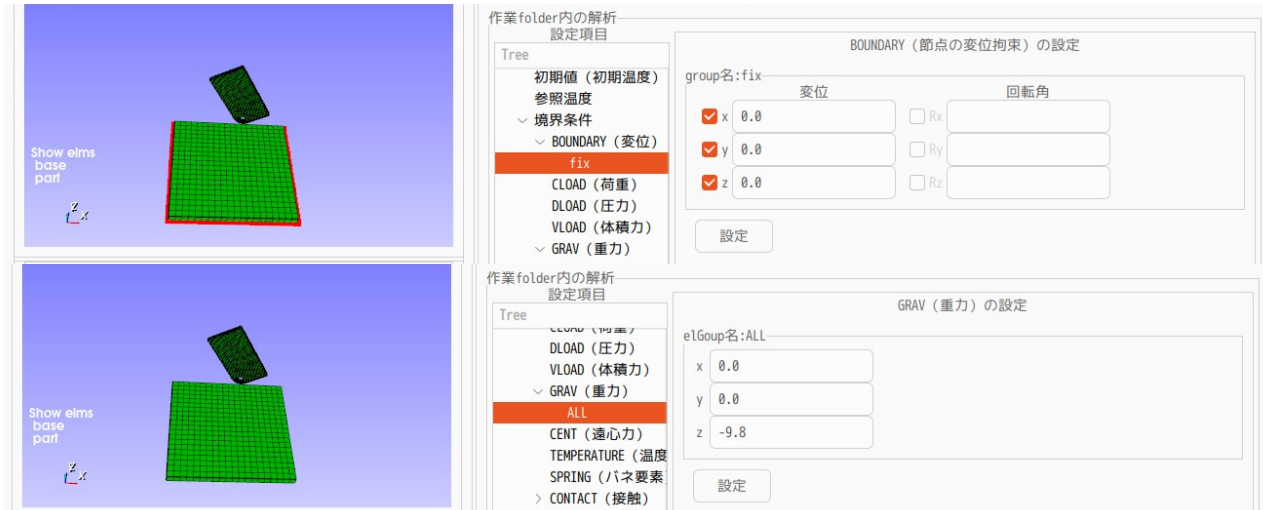 作業folder内の解析
設定項目
Tree
初期値（初期温度）
参照温度
境界条件
BOUNDARY（変位）
fix
CLOAD（荷重）
DLOAD（圧力）
VLOAD（体積力）
GRAV（重力）
BOUNDARY（節点の変位拘束）の設定
group名:fix
変位
回転角
x 0.0
Rx
y 0.0
Ry
z 0.0
Rz
設定
Show elms
base
part
Z
X
作業folder内の解析
設定項目
Tree
CLOAD（荷重）
DLOAD（圧力）
VLOAD（体積力）
GRAV（重力）
ALL
CENT（遠心力）
TEMPERATURE（温度
SPRING（バネ要素
CONTACT（接触）
GRAV（重力）の設定
elGoup名:ALL
x 0.0
y 0.0
z -9.8
設定
Show elms
base
part
Z
X